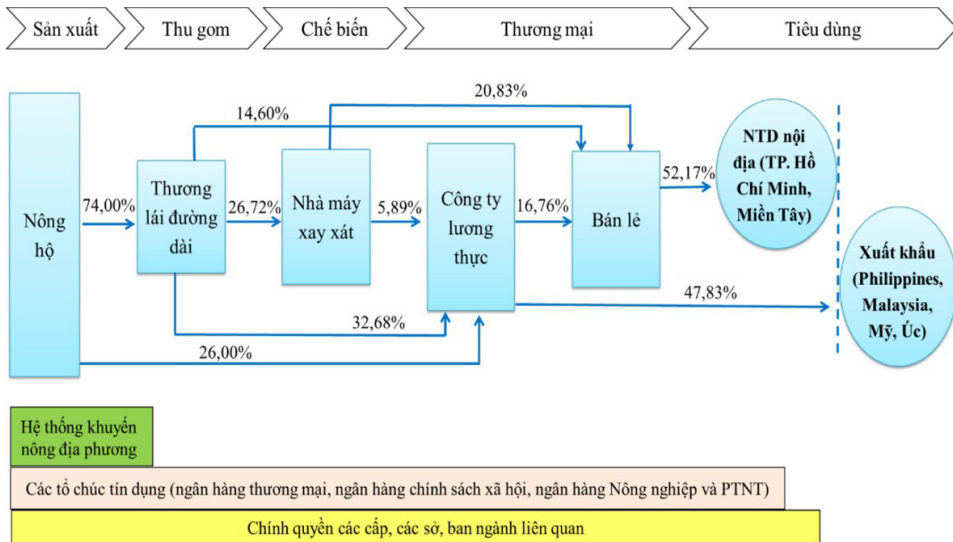 Sản xuất
Thu gom
Chế biến
Thương mại
Tiêu dùng
20,83%
14,60%
Nông
hộ
74,00%
Thương
lái đường
dài
26,72%
Nhà máy
xay xát
5,89%
Công ty
lương
thực
16,76%
Bán lẻ
52,17%
NTD nội
địa (TP. Hồ
Chí Minh,
Miền Tây)
Xuất khẩu
(Philippines,
Malaysia,
Mỹ, Úc)
47,83%
32,68%
26,00%
Hệ thống khuyến
nông địa phương
Các tổ chúc tín dụng (ngân hàng thương mại, ngân hàng chính sách xã hội, ngân hàng Nông nghiệp và PTNT)
Chính quyền các cấp, các sở, ban ngành liên quan